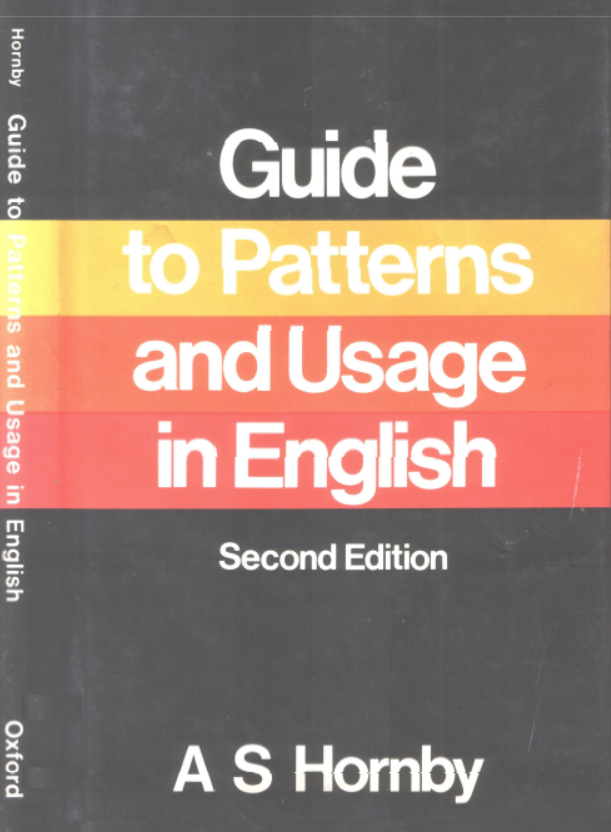 Hornby Guide to Patterns and Usage in English Oxford
Guide
to Patterns
and Usage
in English
Second Edition
A S Hornby